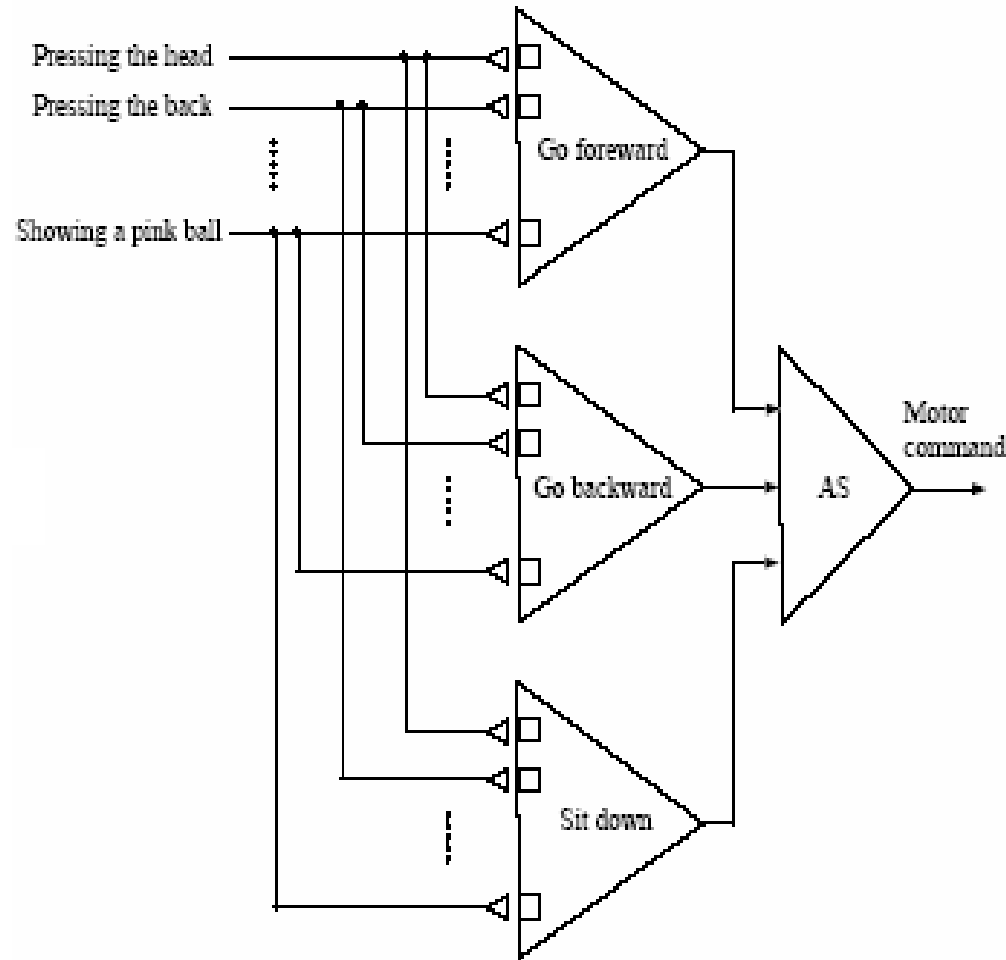 Pressing the head
Pressing the back
Go foreward
Showing a pink ball
Motor
command
Go backward
AS
Sit down